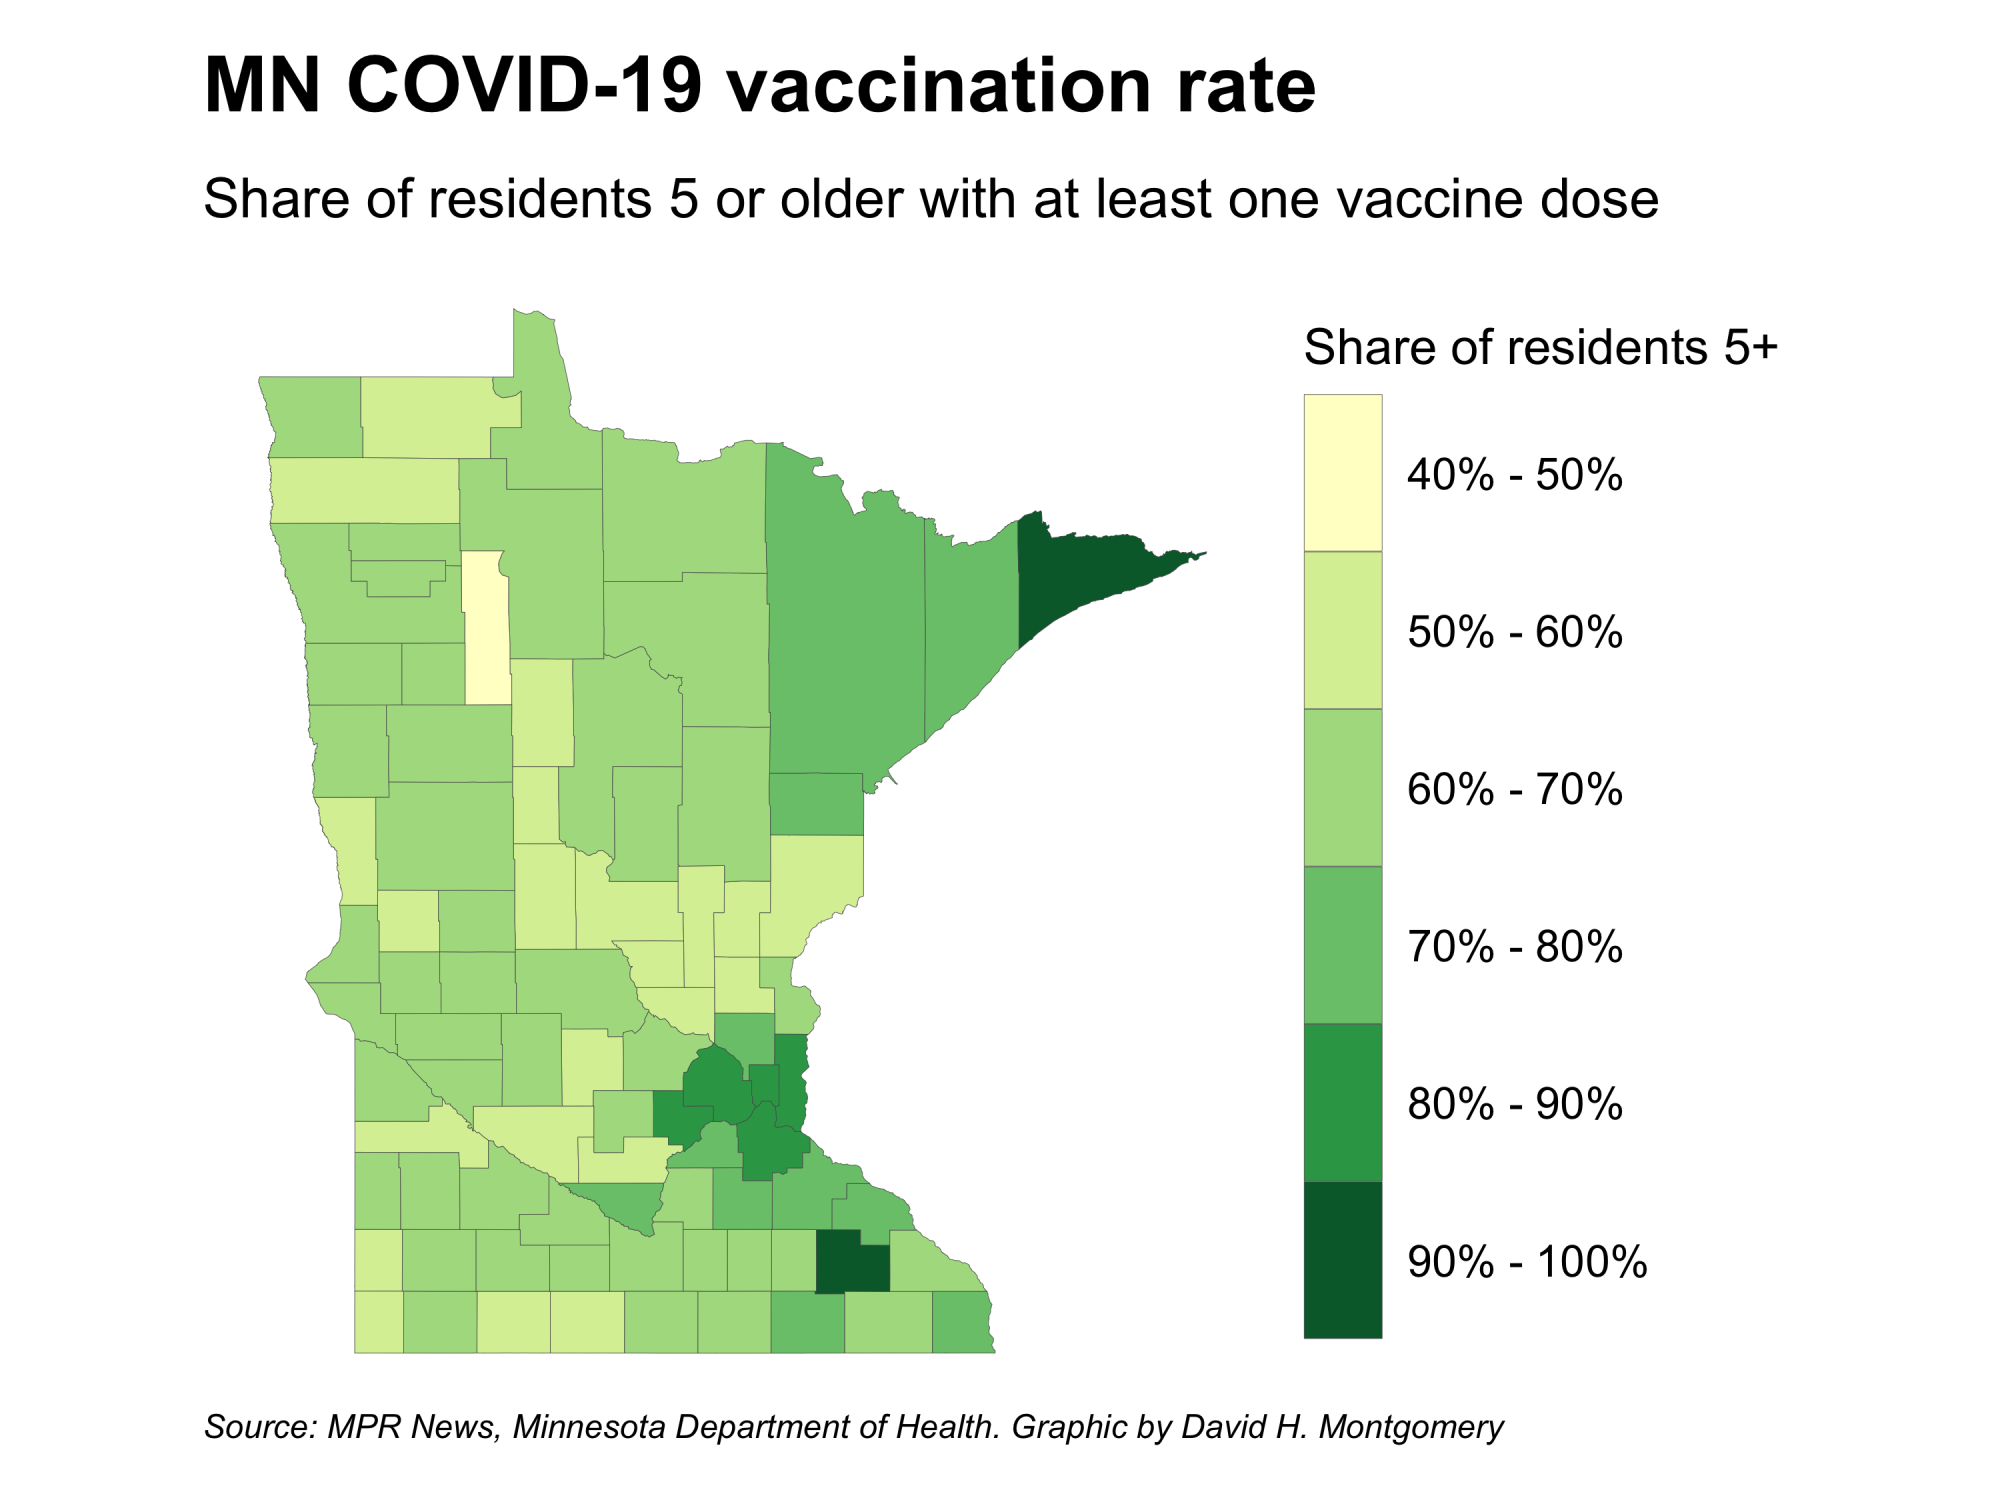 MN COVID-19 vaccination rate
Share of residents 5 or older with at least one vaccine dose
Share of residents 5+
40% - 50%
50% - 60%
60% - 70%
70% - 80%
80% - 90%
90% - 100%
Source: MPR News, Minnesota Department of Health. Graphic by David H. Montgomery